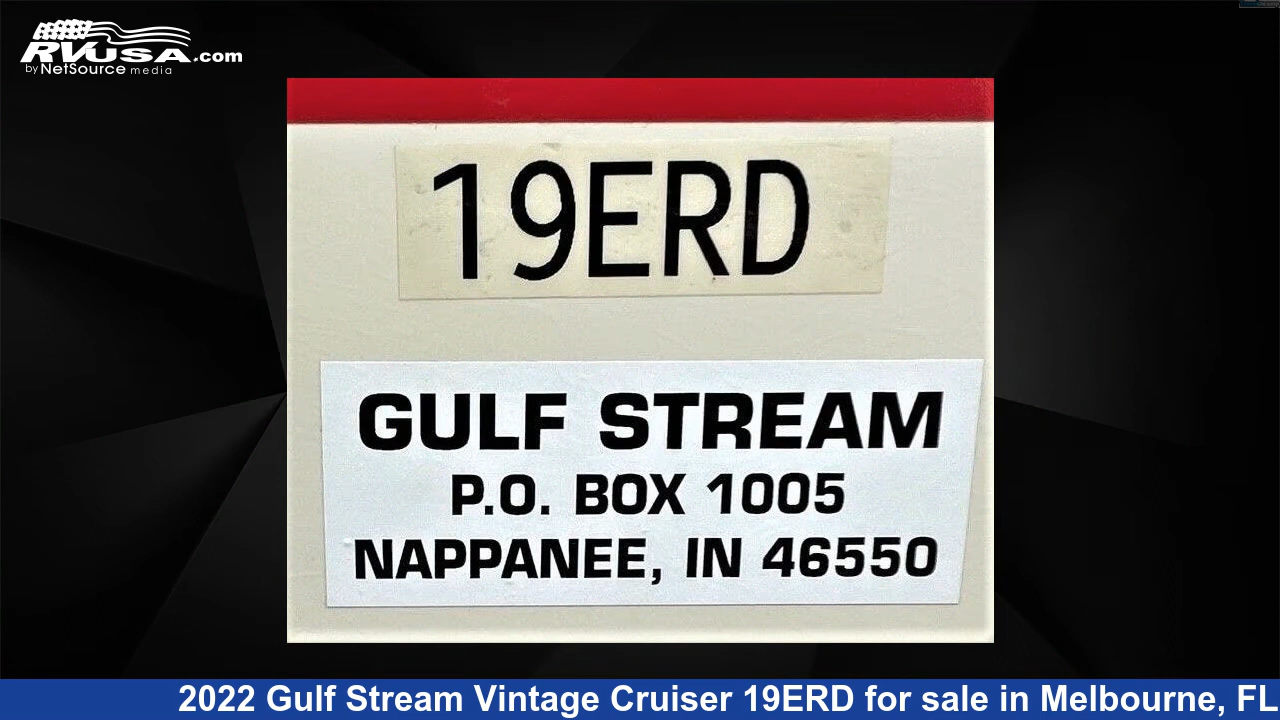 RVUSA.com
by NetSource media
19ERD
GULF STREAM
P.O. BOX 1005
NAPPANEE, IN 46550
2022 Gulf Stream Vintage Cruiser 19ERD for sale in Melbourne, FL